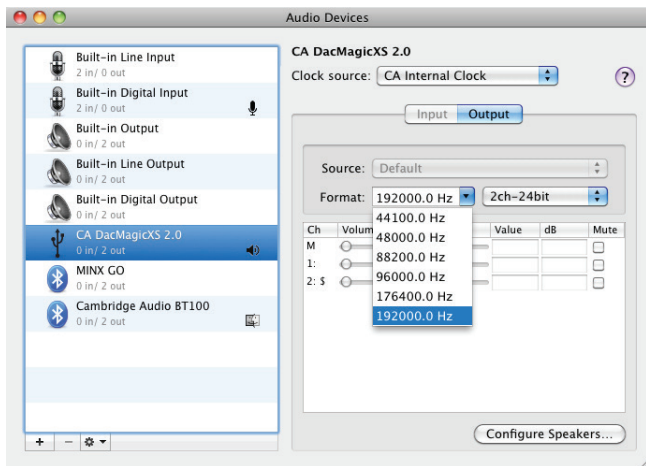 Audio Devices
Built-in Line Input
2 in/ 0 out
Built-in Digital Input
2 in/ 0 out
Built-in Output
0 in/ 2 out
Built-in Line Output
0 in/ 2 out
Built-in Digital Output
0 in/ 2 out
CA DacMagicXS 2.0
0 in/ 2 out
MINX GO
0 in/ 2 out
Cambridge Audio BT100
0 in/ 2 out
+ −
CA DacMagicXS 2.0
Clock source: CA Internal Clock ?
Input Output
Source: Default
Format: 192000.0 Hz 2ch-24bit
44100.0 Hz
48000.0 Hz
88200.0 Hz
96000.0 Hz
176400.0 Hz
192000.0 Hz
Ch Volum Value dB Mute
M
1:
2: S
Configure Speakers...